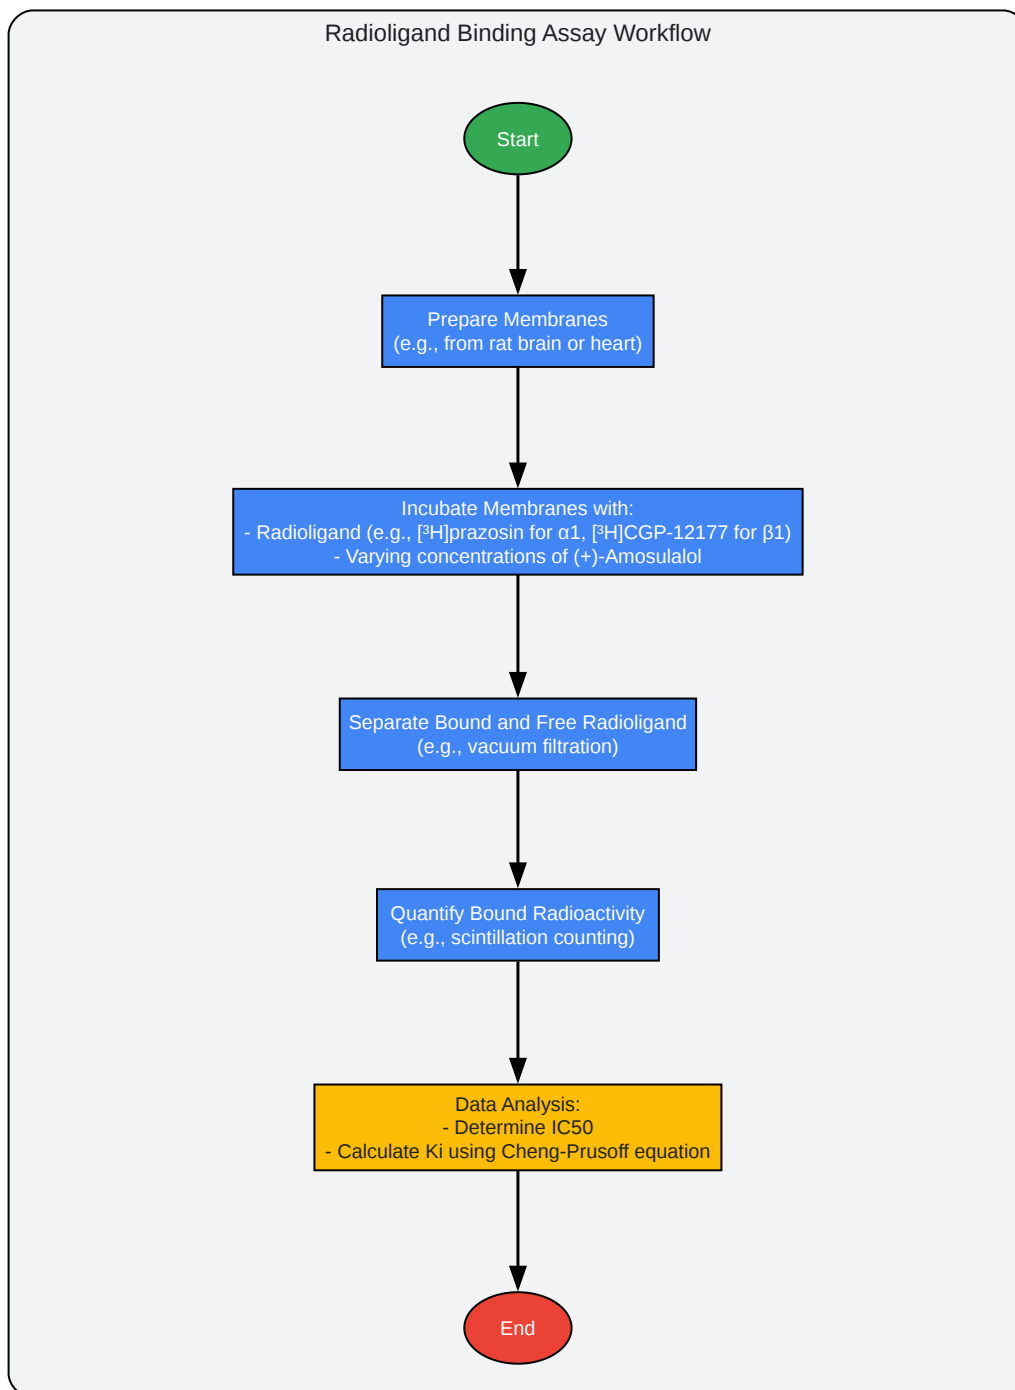 Radioligand Binding Assay Workflow
Start
Prepare Membranes
(e.g., from rat brain or heart)
Incubate Membranes with:
- Radioligand (e.g., [³H]prazosin for α1, [³H]CGP-12177 for β1)
- Varying concentrations of (+)-Amosulalol
Separate Bound and Free Radioligand
(e.g., vacuum filtration)
Quantify Bound Radioactivity
(e.g., scintillation counting)
Data Analysis:
- Determine IC50
- Calculate Ki using Cheng-Prusoff equation
End